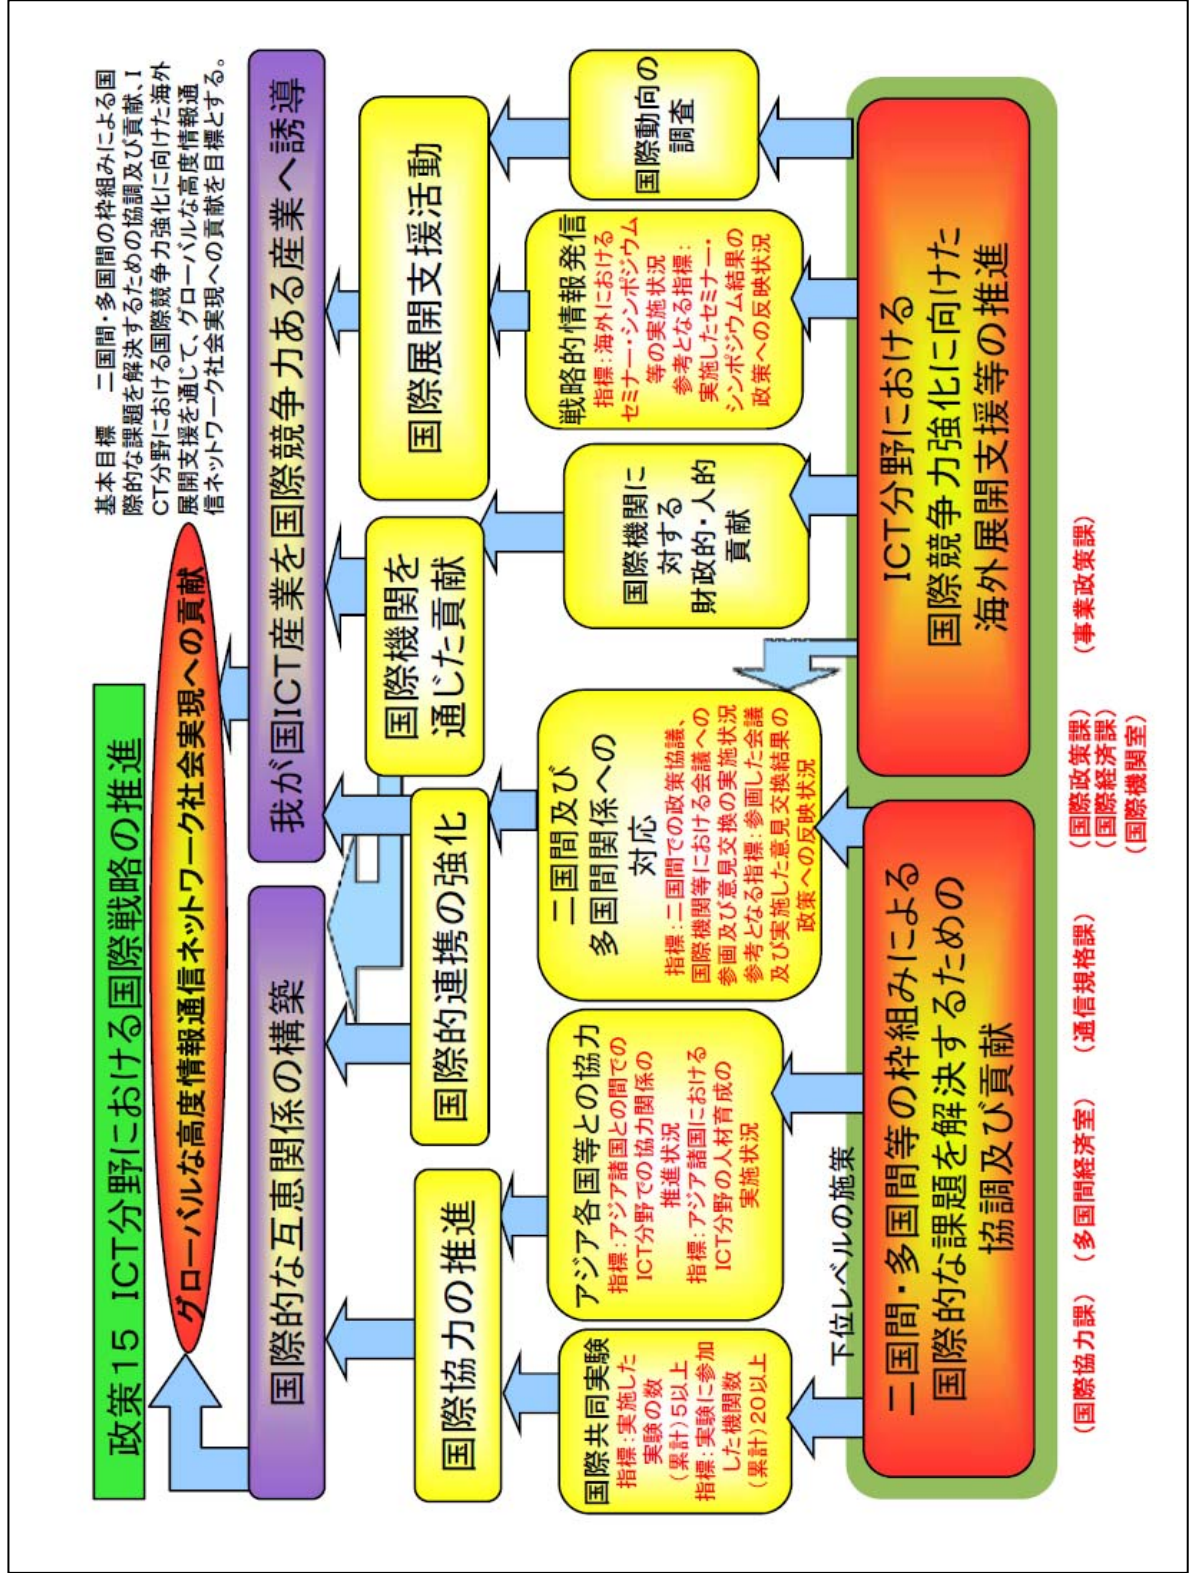 政策15　ICT分野における国際戦略の推進
基本目標　二国間・多国間の枠組みによる国
際的な課題を解決するための協調及び貢献、I
CT分野における国際競争力強化に向けた海外
展開支援を通じて、グローバルな高度情報通
信ネットワーク社会実現への貢献を目標とする。
グローバルな高度情報通信ネットワーク社会実現への貢献
国際的な互恵関係の構築
我が国ICT産業を国際競争力ある産業へ誘導
国際協力の推進
国際的連携の強化
国際機関を
通じた貢献
国際展開支援活動
国際共同実験
指標：実施した
実験の数
（累計）５以上
指標：実験に参加
した機関数
（累計）20以上
アジア各国等との協力
指標：アジア諸国との間での
ICT分野での協力関係の
推進状況
指標：アジア諸国における
ICT分野の人材育成の
実施状況
二国間及び
多国間関係への
対応
指標：二国間での政策協議、
国際機関等における会議への
参画及び意見交換の実施状況
参考となる指標：参画した会議
及び実施した意見交換結果の
政策への反映状況
国際機関に
対する
財政的・人的
貢献
戦略的情報発信
指標：海外における
セミナー・シンポジウム
等の実施状況
参考となる指標：
実施したセミナー・
シンポジウム結果の
政策への反映状況
国際動向の
調査
下位レベルの施策
二国間・多国間等の枠組みによる
国際的な課題を解決するための
協調及び貢献
ICT分野における
国際競争力強化に向けた
海外展開支援等の推進
（国際協力課）
（多国間経済室）
（通信規格課）
（国際政策課）
（国際経済課）
（国際機関室）
（事業政策課）